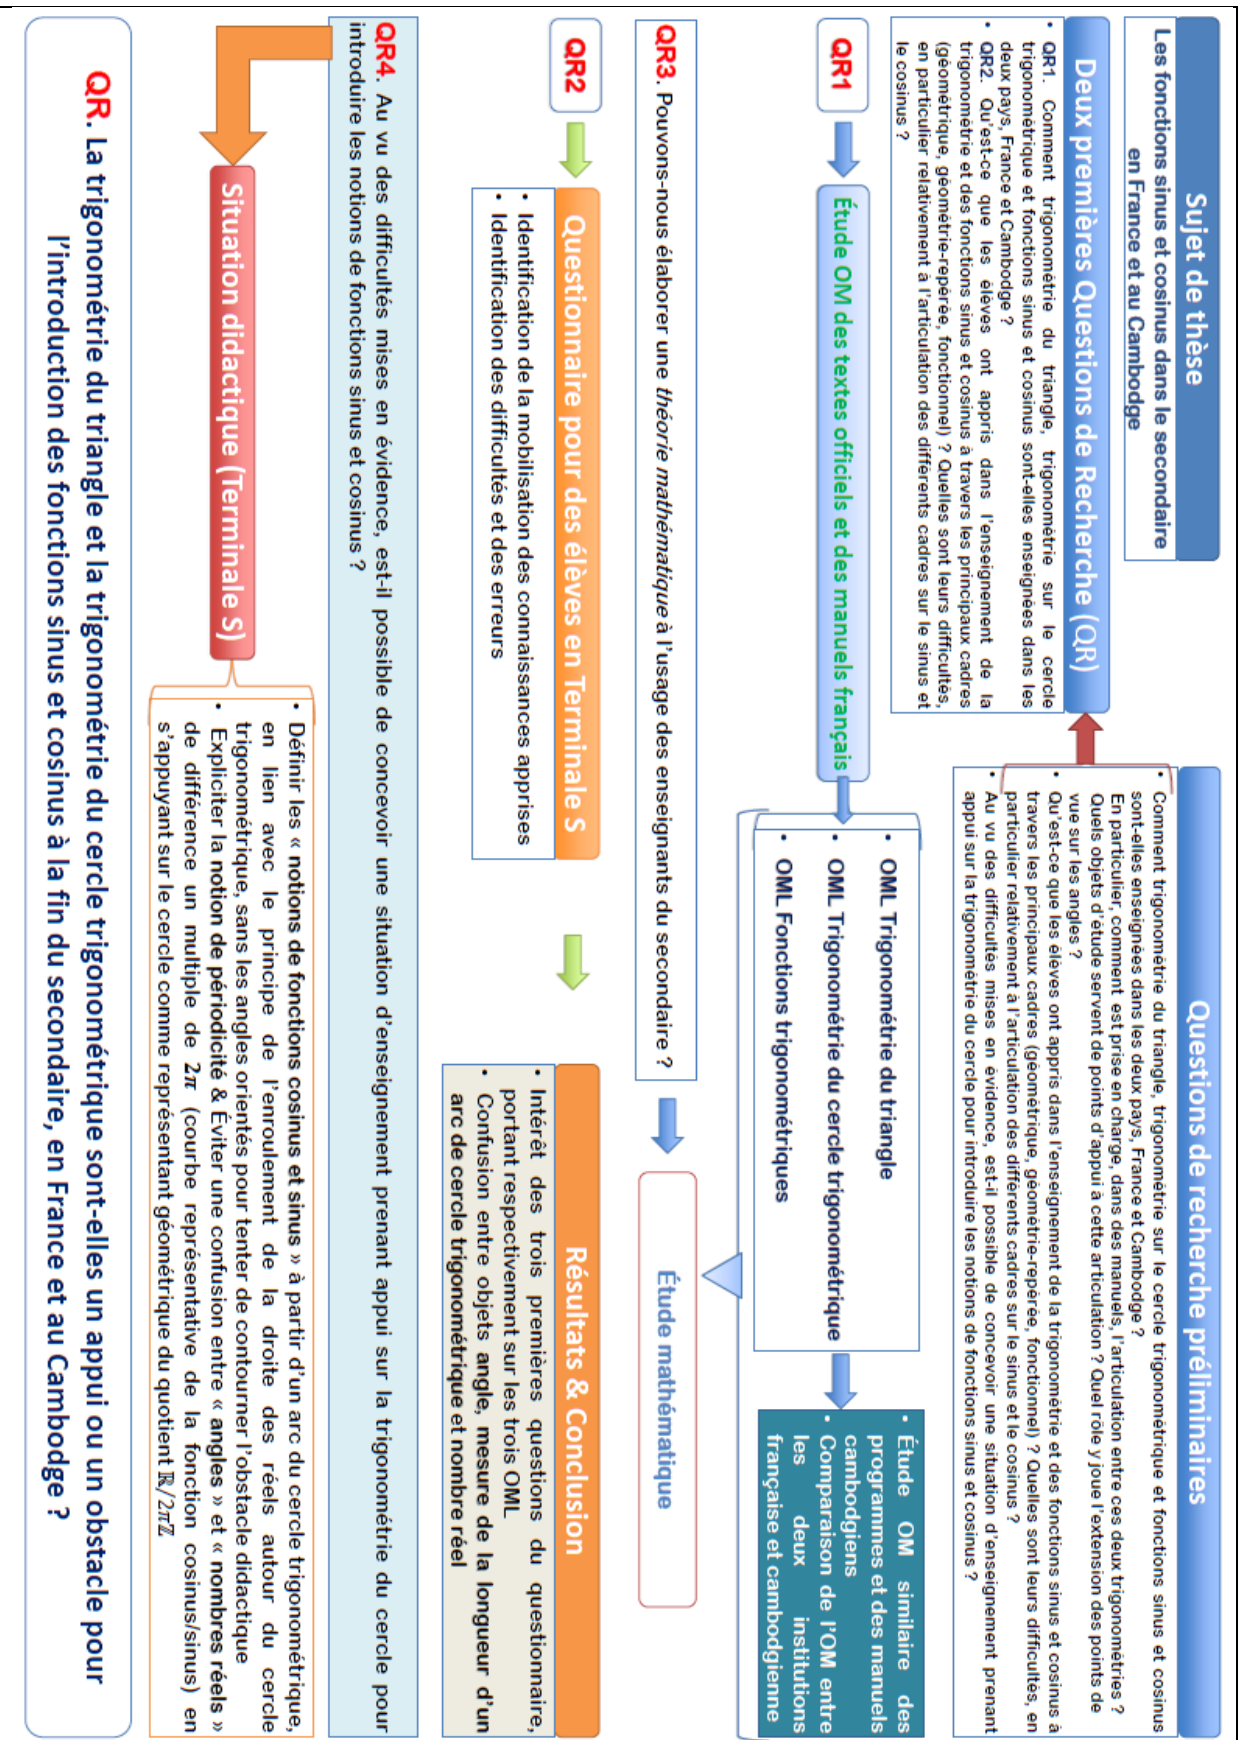 Sujet de thèse
Les fonctions sinus et cosinus dans le secondaire
en France et au Cambodge
Questions de recherche préliminaires
• Comment trigonométrie du triangle, trigonométrie sur le cercle trigonométrique et fonctions sinus et cosinus
sont-elles enseignées dans les deux pays, France et Cambodge ?
En particulier, comment est prise en charge, dans des manuels, l'articulation entre ces deux trigonométries ?
Quels objets d'étude servent de points d'appui à cette articulation ? Quel rôle y joue l'extension des points de
vue sur les angles ?
• Qu'est-ce que les élèves ont appris dans l'enseignement de la trigonométrie et des fonctions sinus et cosinus à
travers les principaux cadres (géométrique, géométrie-repérée, fonctionnel) ? Quelles sont leurs difficultés, en
particulier relativement à l'articulation des différents cadres sur le sinus et le cosinus ?
• Au vu des difficultés mises en évidence, est-il possible de concevoir une situation d'enseignement prenant
appui sur la trigonométrie du cercle pour introduire les notions de fonctions sinus et cosinus ?
Deux premières Questions de Recherche (QR)
• QR1. Comment trigonométrie du triangle, trigonométrie sur le cercle
trigonométrique et fonctions sinus et cosinus sont-elles enseignées dans les
deux pays, France et Cambodge ?
• QR2. Qu'est-ce que les élèves ont appris dans l'enseignement de la
trigonométrie et des fonctions sinus et cosinus à travers les principaux cadres
(géométrique, géométrie-repérée, fonctionnel) ? Quelles sont leurs difficultés,
en particulier relativement à l'articulation des différents cadres sur le sinus et
le cosinus ?
QR1
Étude OM des textes officiels et des manuels français
• OML Trigonométrie du triangle
• OML Trigonométrie du cercle trigonométrique
• OML Fonctions trigonométriques
• Étude OM similaire des
programmes et des manuels
cambodgiens
• Comparaison de l'OM entre
les deux institutions
française et cambodgienne
QR3. Pouvons-nous élaborer une théorie mathématique à l'usage des enseignants du secondaire ?
Étude mathématique
QR2
Questionnaire pour des élèves en Terminale S
• Identification de la mobilisation des connaissances apprises
• Identification des difficultés et des erreurs
Résultats & Conclusion
• Intérêt des trois premières questions du questionnaire,
portant respectivement sur les trois OML
• Confusion entre objets angle, mesure de la longueur d'un
arc de cercle trigonométrique et nombre réel
QR4. Au vu des difficultés mises en évidence, est-il possible de concevoir une situation d'enseignement prenant appui sur la trigonométrie du cercle pour
introduire les notions de fonctions sinus et cosinus ?
Situation didactique (Terminale S)
• Définir les « notions de fonctions cosinus et sinus » à partir d'un arc du cercle trigonométrique,
en lien avec le principe de l'enroulement de la droite des réels autour du cercle
trigonométrique, sans les angles orientés pour tenter de contourner l'obstacle didactique
• Expliciter la notion de périodicité & Éviter une confusion entre « angles » et « nombres réels »
de différence un multiple de 2π (courbe représentative de la fonction cosinus/sinus) en
s'appuyant sur le cercle comme représentant géométrique du quotient ℝ/2πℤ.
QR. La trigonométrie du triangle et la trigonométrie du cercle trigonométrique sont-elles un appui ou un obstacle pour
l'introduction des fonctions sinus et cosinus à la fin du secondaire, en France et au Cambodge ?